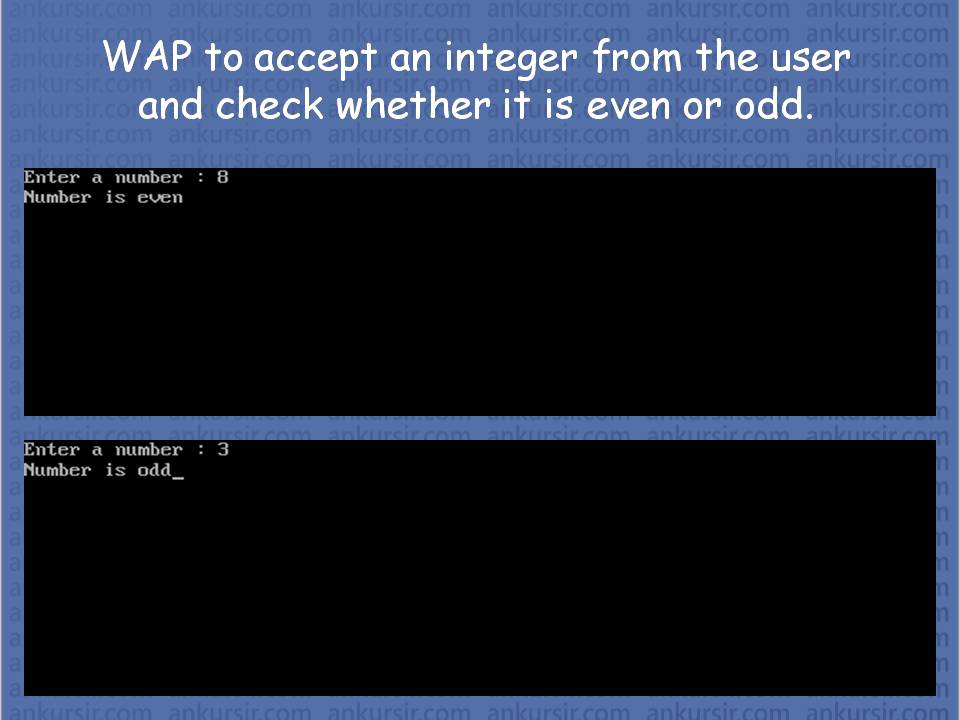 WAP to accept an integer from the user
and check whether it is even or odd.
Enter a number : 8
Number is even
Enter a number : 3
Number is odd_
ankursir.com